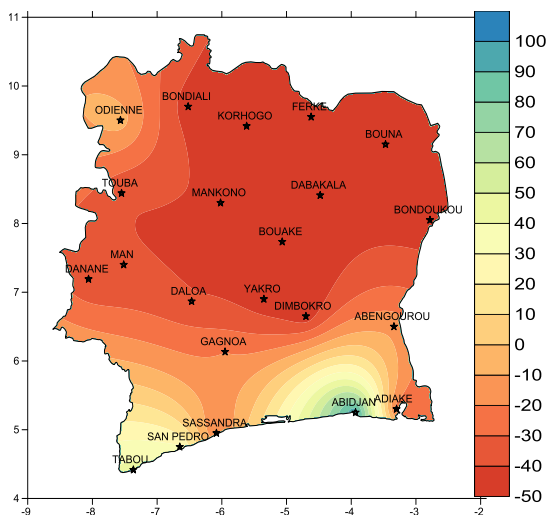 11
10
9
8
7
6
5
4
-9
-8
-7
-6
-5
-4
-3
-2
ODIENNE
BONDIALI
KORHOGO
FERKE
BOUNA
TOUBA
MANKONO
DABAKALA
BONDOUKOU
BOUAKE
MAN
DANANE
DALOA
YAKRO
DIMBOKRO
ABENGOUROU
GAGNOA
ABIDJAN
ADIAKE
SASSANDRA
SAN PEDRO
TABOU
100
90
80
70
60
50
40
30
20
10
0
-10
-20
-30
-40
-50